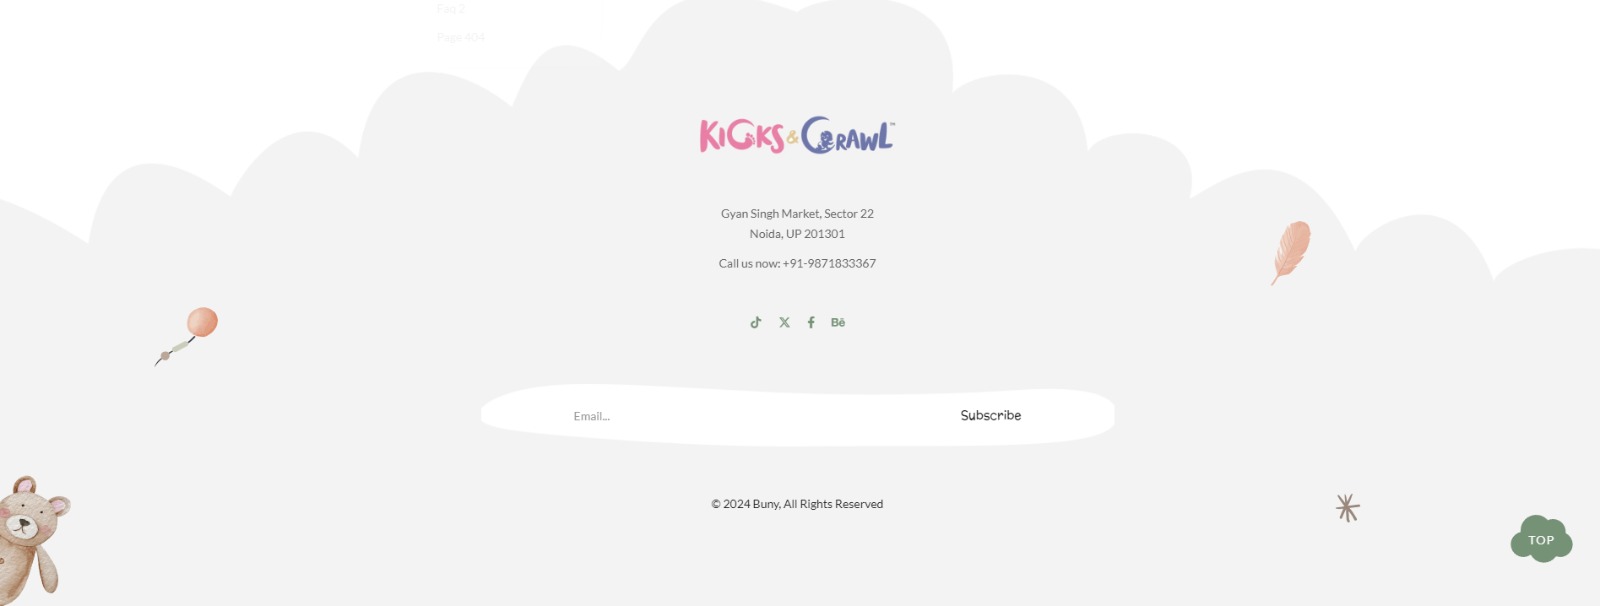 Faq 2
Page 404
KICKS & CRAWL™
Gyan Singh Market, Sector 22
Noida, UP 201301
Call us now: +91-9871833367
Bē
Email...
Subscribe
© 2024 Buny, All Rights Reserved
TOP